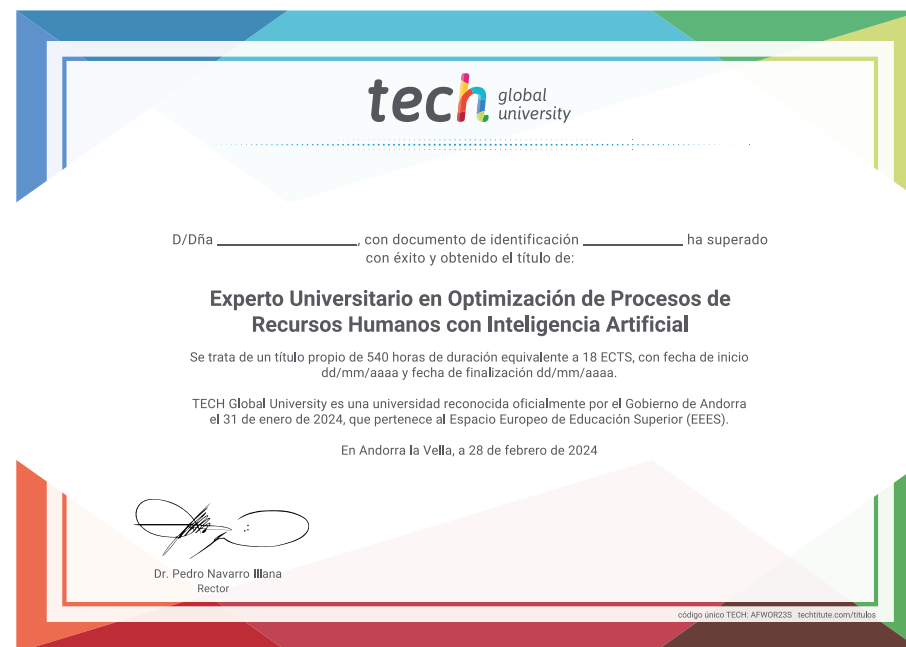 tech global university
D/Dña ____________________, con documento de identificación ______________ ha superado
con éxito y obtenido el título de:
Experto Universitario en Optimización de Procesos de
Recursos Humanos con Inteligencia Artificial
Se trata de un título propio de 540 horas de duración equivalente a 18 ECTS, con fecha de inicio
dd/mm/aaaa y fecha de finalización dd/mm/aaaa.
TECH Global University es una universidad reconocida oficialmente por el Gobierno de Andorra
el 31 de enero de 2024, que pertenece al Espacio Europeo de Educación Superior (EEES).
En Andorra la Vella, a 28 de febrero de 2024
Dr. Pedro Navarro Illana
Rector
código único TECH: AFWOR23S techtitute.com/titulos